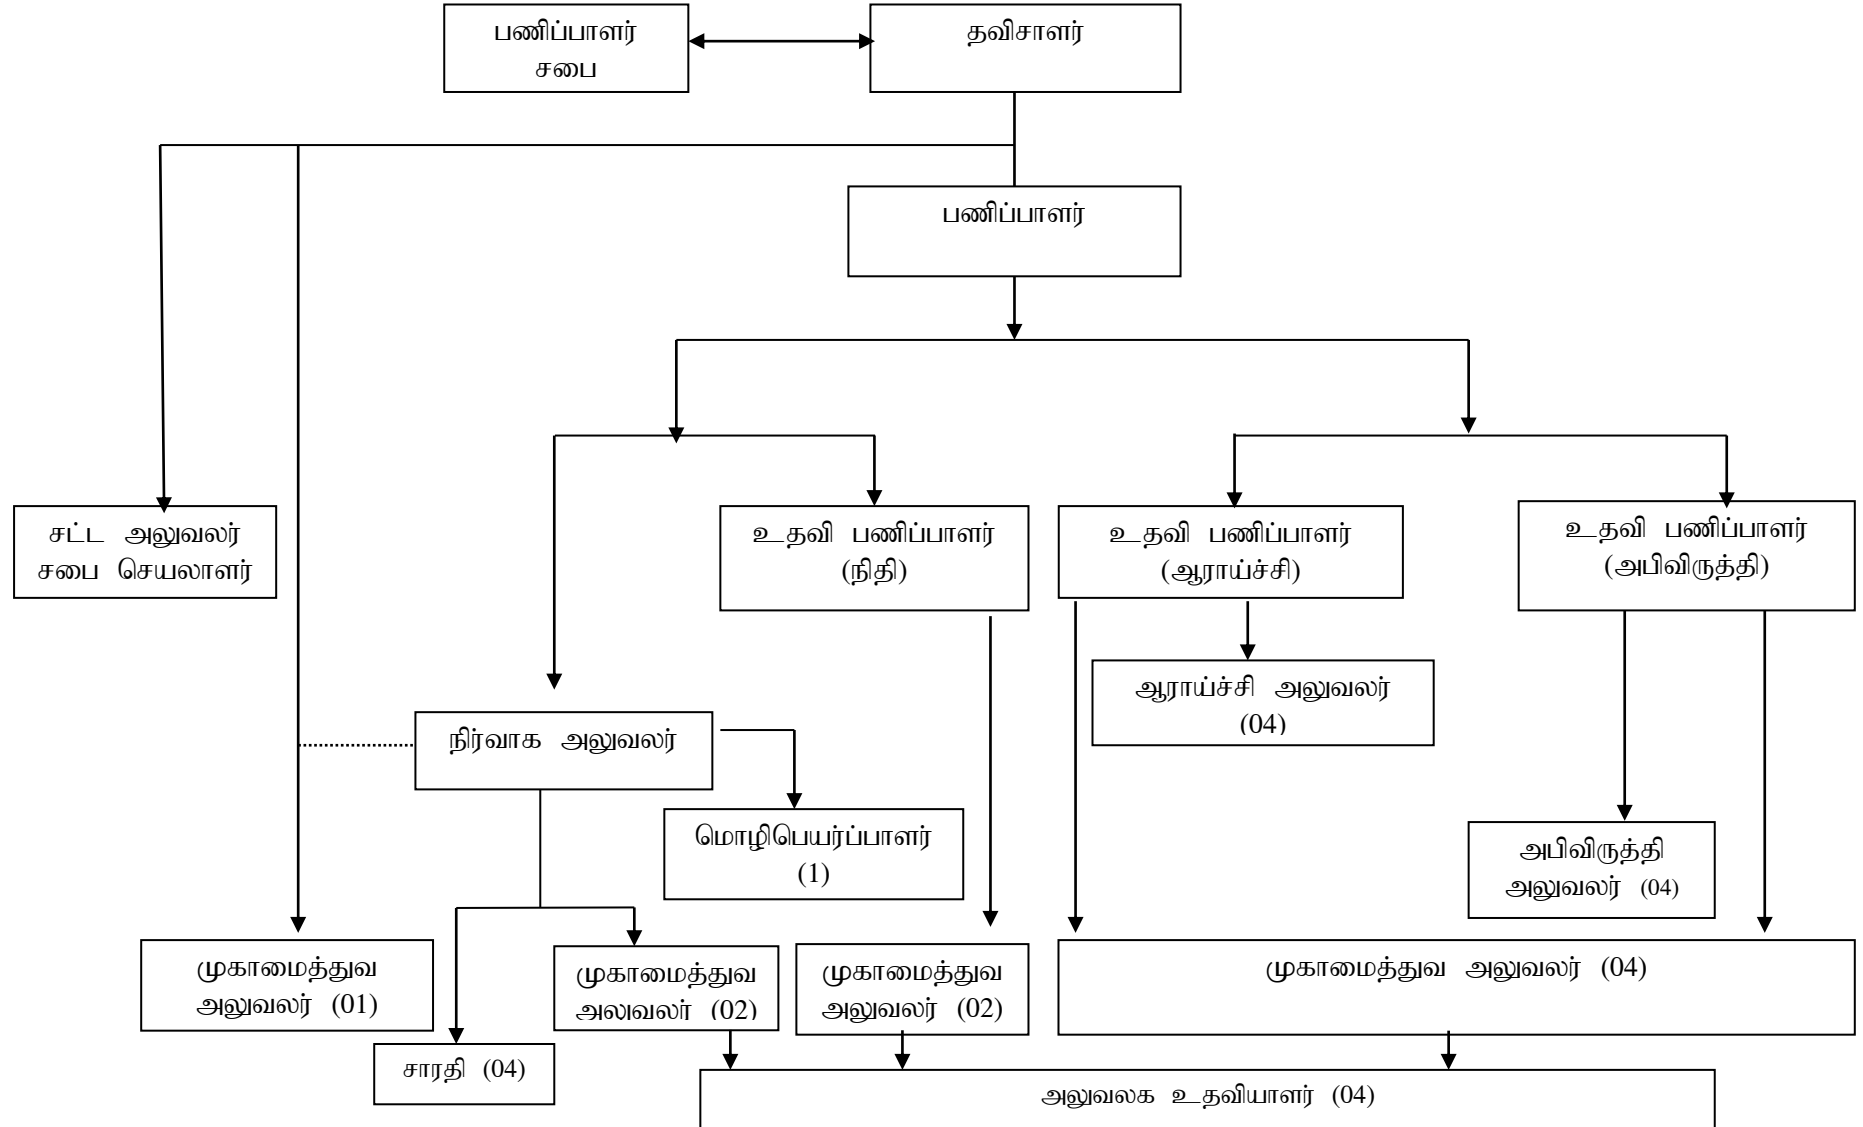 பணிப்பாளர்
சபை
தவிசாளர்
பணிப்பாளர்
சட்ட அலுவலர்
சபை செயலாளர்
உதவி பணிப்பாளர்
(நிதி)
உதவி பணிப்பாளர்
(ஆராய்ச்சி)
உதவி பணிப்பாளர்
(அபிவிருத்தி)
ஆராய்ச்சி அலுவலர்
(04)
நிர்வாக அலுவலர்
மொழிபெயர்ப்பாளர்
(1)
அபிவிருத்தி
அலுவலர் (04)
முகாமைத்துவ
அலுவலர் (01)
முகாமைத்துவ
அலுவலர் (02)
முகாமைத்துவ
அலுவலர் (02)
முகாமைத்துவ அலுவலர் (04)
சாரதி (04)
அலுவலக உதவியாளர் (04)